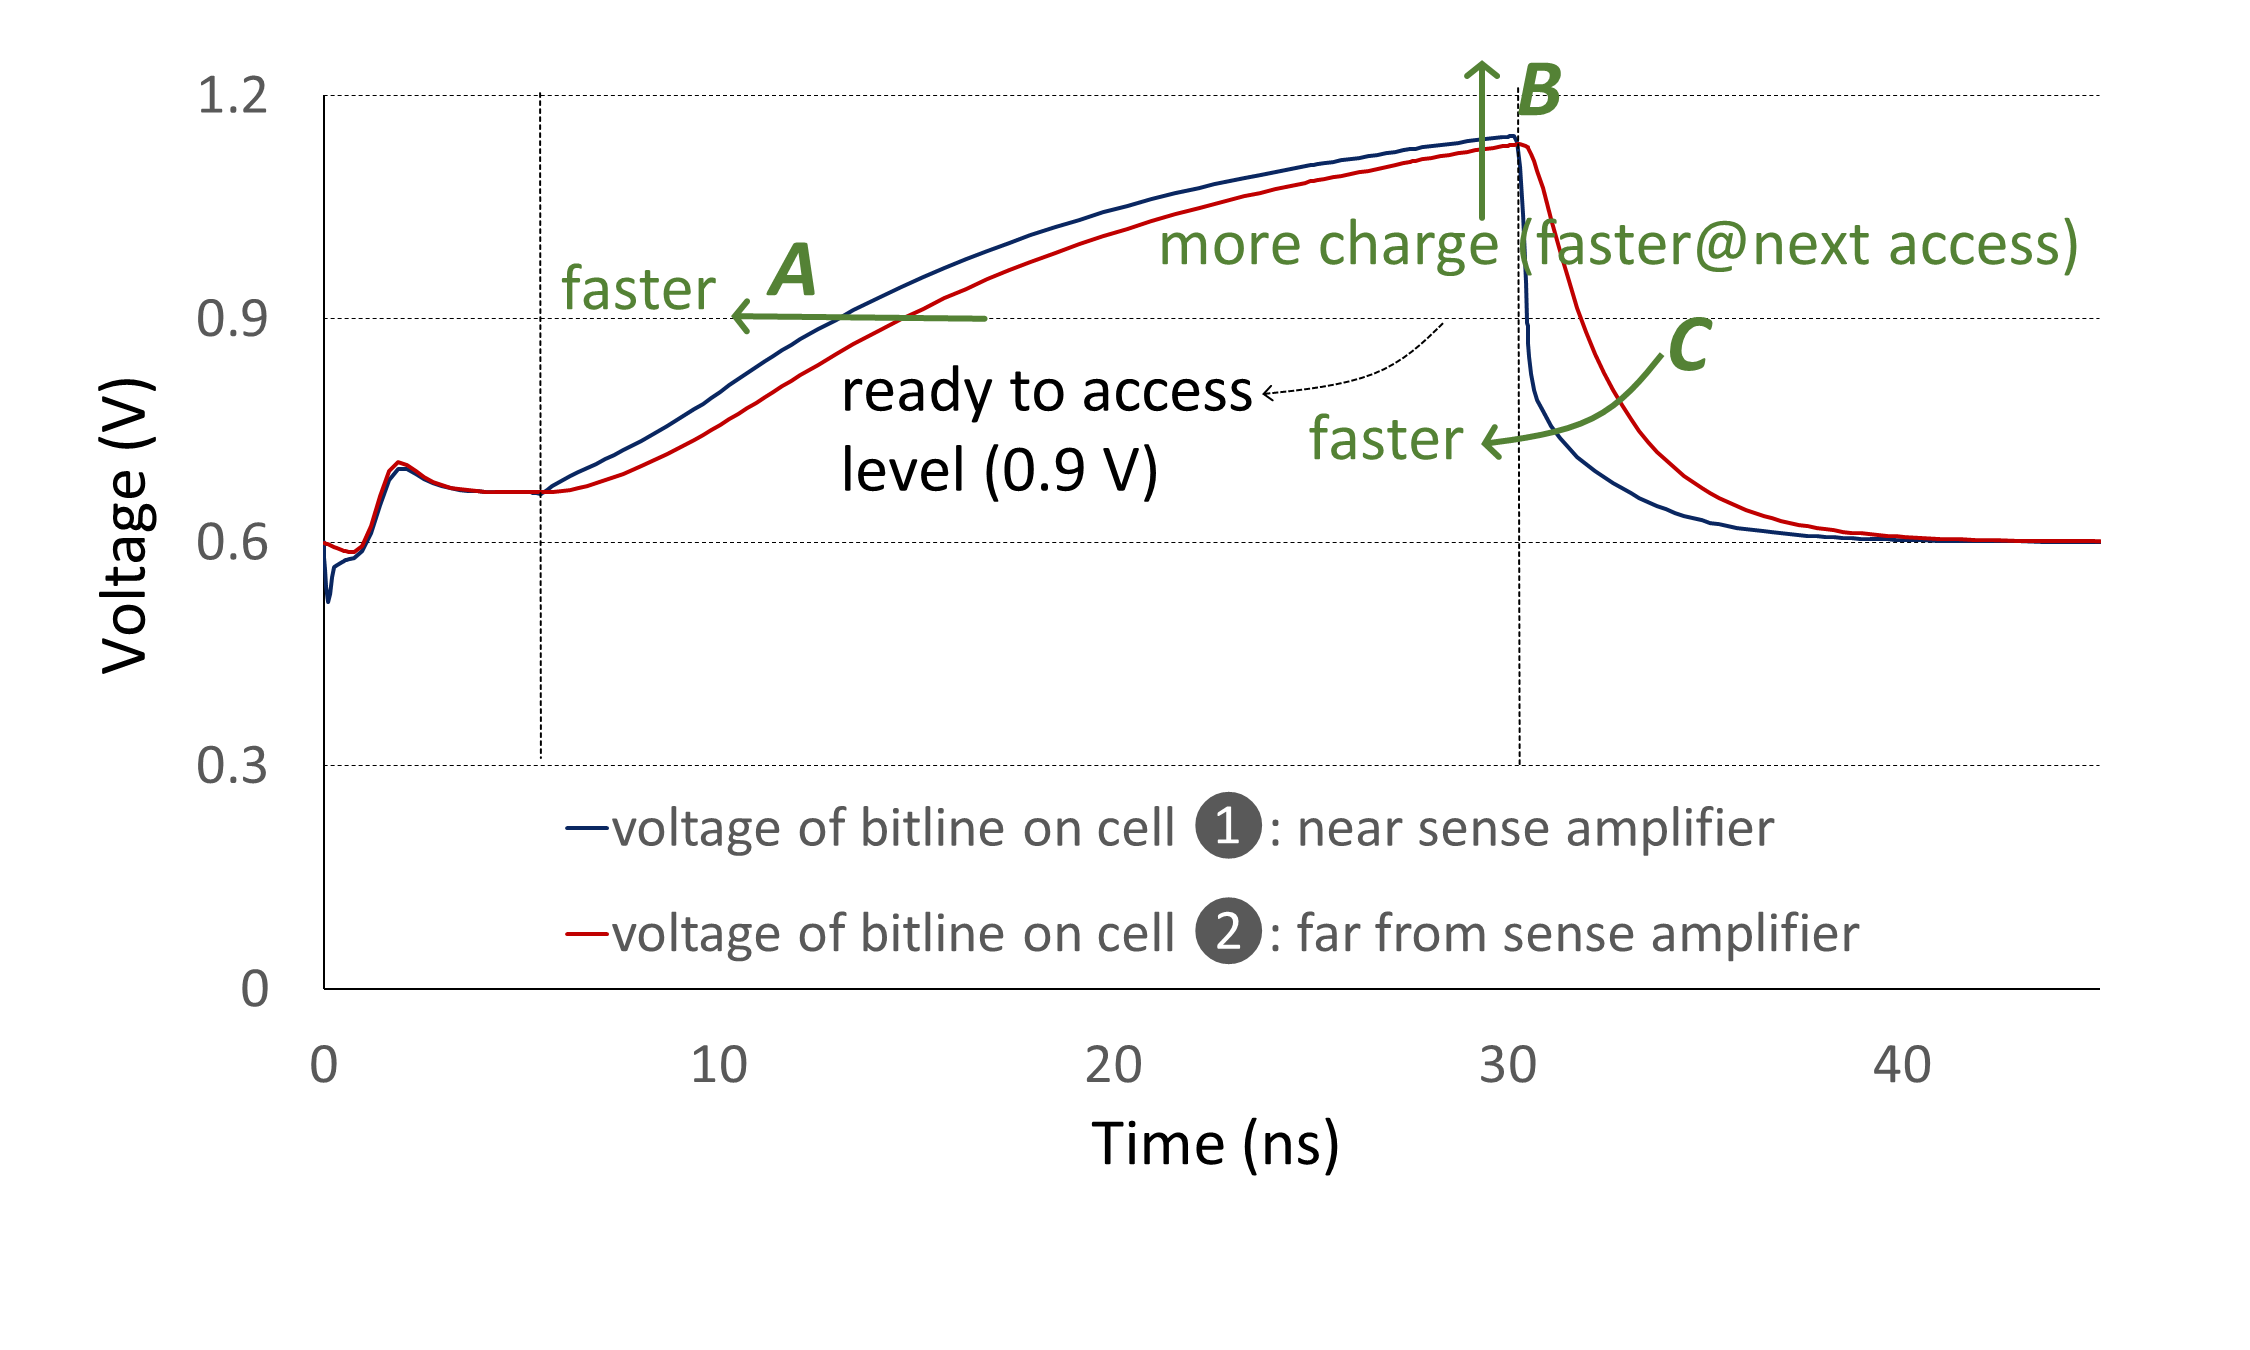 1.2
B
more charge (faster@next access)
faster A
0.9
C
ready to access
level (0.9 V)
faster
Voltage (V)
0.6
0.3
voltage of bitline on cell 1: near sense amplifier
voltage of bitline on cell 2: far from sense amplifier
0
0 10 20 30 40
Time (ns)